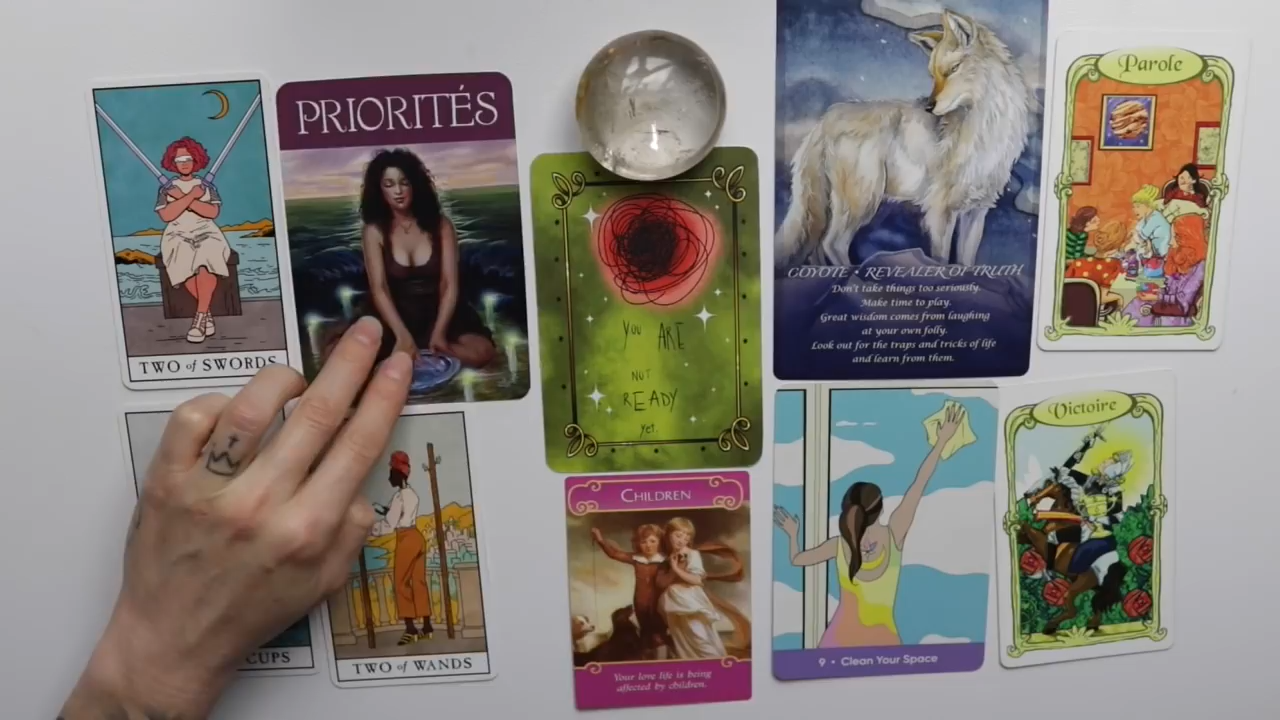 TWO of SWORDS
PRIORITÉS
YOU ARE
NOT
READY
yet.
COYOTE • REVEALER OF TRUTH
Don't take things too seriously.
Make time to play.
Great wisdom comes from laughing
at your own folly.
Look out for the traps and tricks of life
and learn from them.
Parole
CUPS
TWO of WANDS
CHILDREN
Your love life is being
affected by children.
9 • Clean Your Space
Victoire